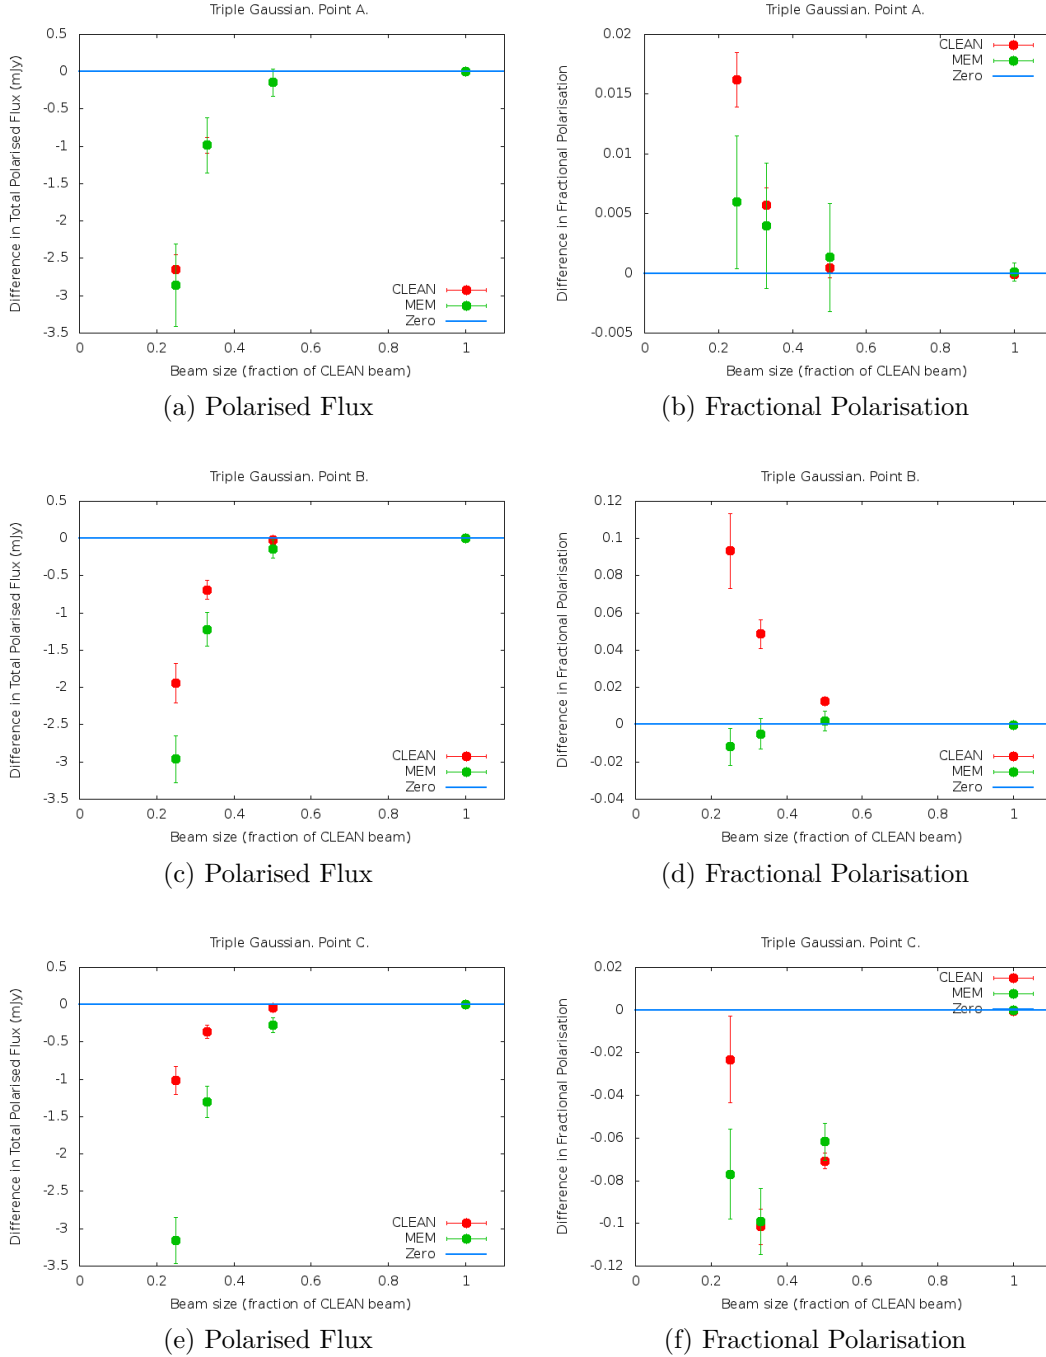 Triple Gaussian. Point A.
Difference in Total Polarised Flux (mJy)
0.5
0
-0.5
-1
-1.5
-2
-2.5
-3
-3.5
CLEAN
MEM
Zero
0 0.2 0.4 0.6 0.8 1
Beam size (fraction of CLEAN beam)
(a) Polarised Flux
Triple Gaussian. Point A.
Difference in Fractional Polarisation
0.02
0.015
0.01
0.005
0
-0.005
CLEAN
MEM
Zero
0 0.2 0.4 0.6 0.8 1
Beam size (fraction of CLEAN beam)
(b) Fractional Polarisation
Triple Gaussian. Point B.
Difference in Total Polarised Flux (mJy)
0.5
0
-0.5
-1
-1.5
-2
-2.5
-3
-3.5
CLEAN
MEM
Zero
0 0.2 0.4 0.6 0.8 1
Beam size (fraction of CLEAN beam)
(c) Polarised Flux
Triple Gaussian. Point B.
Difference in Fractional Polarisation
0.12
0.1
0.08
0.06
0.04
0.02
0
-0.02
-0.04
CLEAN
MEM
Zero
0 0.2 0.4 0.6 0.8 1
Beam size (fraction of CLEAN beam)
(d) Fractional Polarisation
Triple Gaussian. Point C.
Difference in Total Polarised Flux (mJy)
0.5
0
-0.5
-1
-1.5
-2
-2.5
-3
-3.5
CLEAN
MEM
Zero
0 0.2 0.4 0.6 0.8 1
Beam size (fraction of CLEAN beam)
(e) Polarised Flux
Triple Gaussian. Point C.
Difference in Fractional Polarisation
0.02
0
-0.02
-0.04
-0.06
-0.08
-0.1
-0.12
CLEAN
MEM
Zero
0 0.2 0.4 0.6 0.8 1
Beam size (fraction of CLEAN beam)
(f) Fractional Polarisation